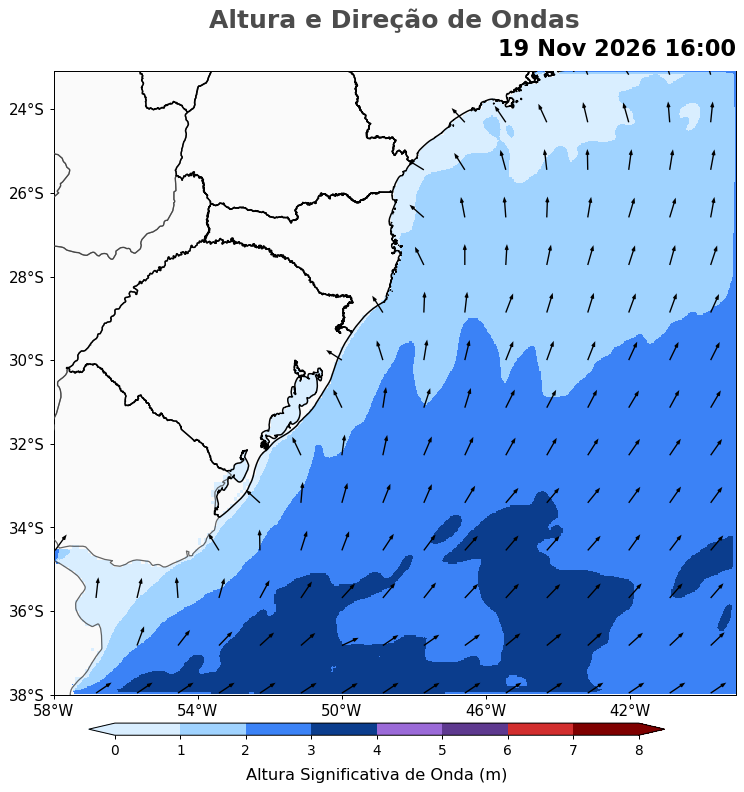 Altura e Direção de Ondas
19 Nov 2026 16:00
24°S
26°S
28°S
30°S
32°S
34°S
36°S
38°S
58°W 54°W 50°W 46°W 42°W
0 1 2 3 4 5 6 7 8
Altura Significativa de Onda (m)